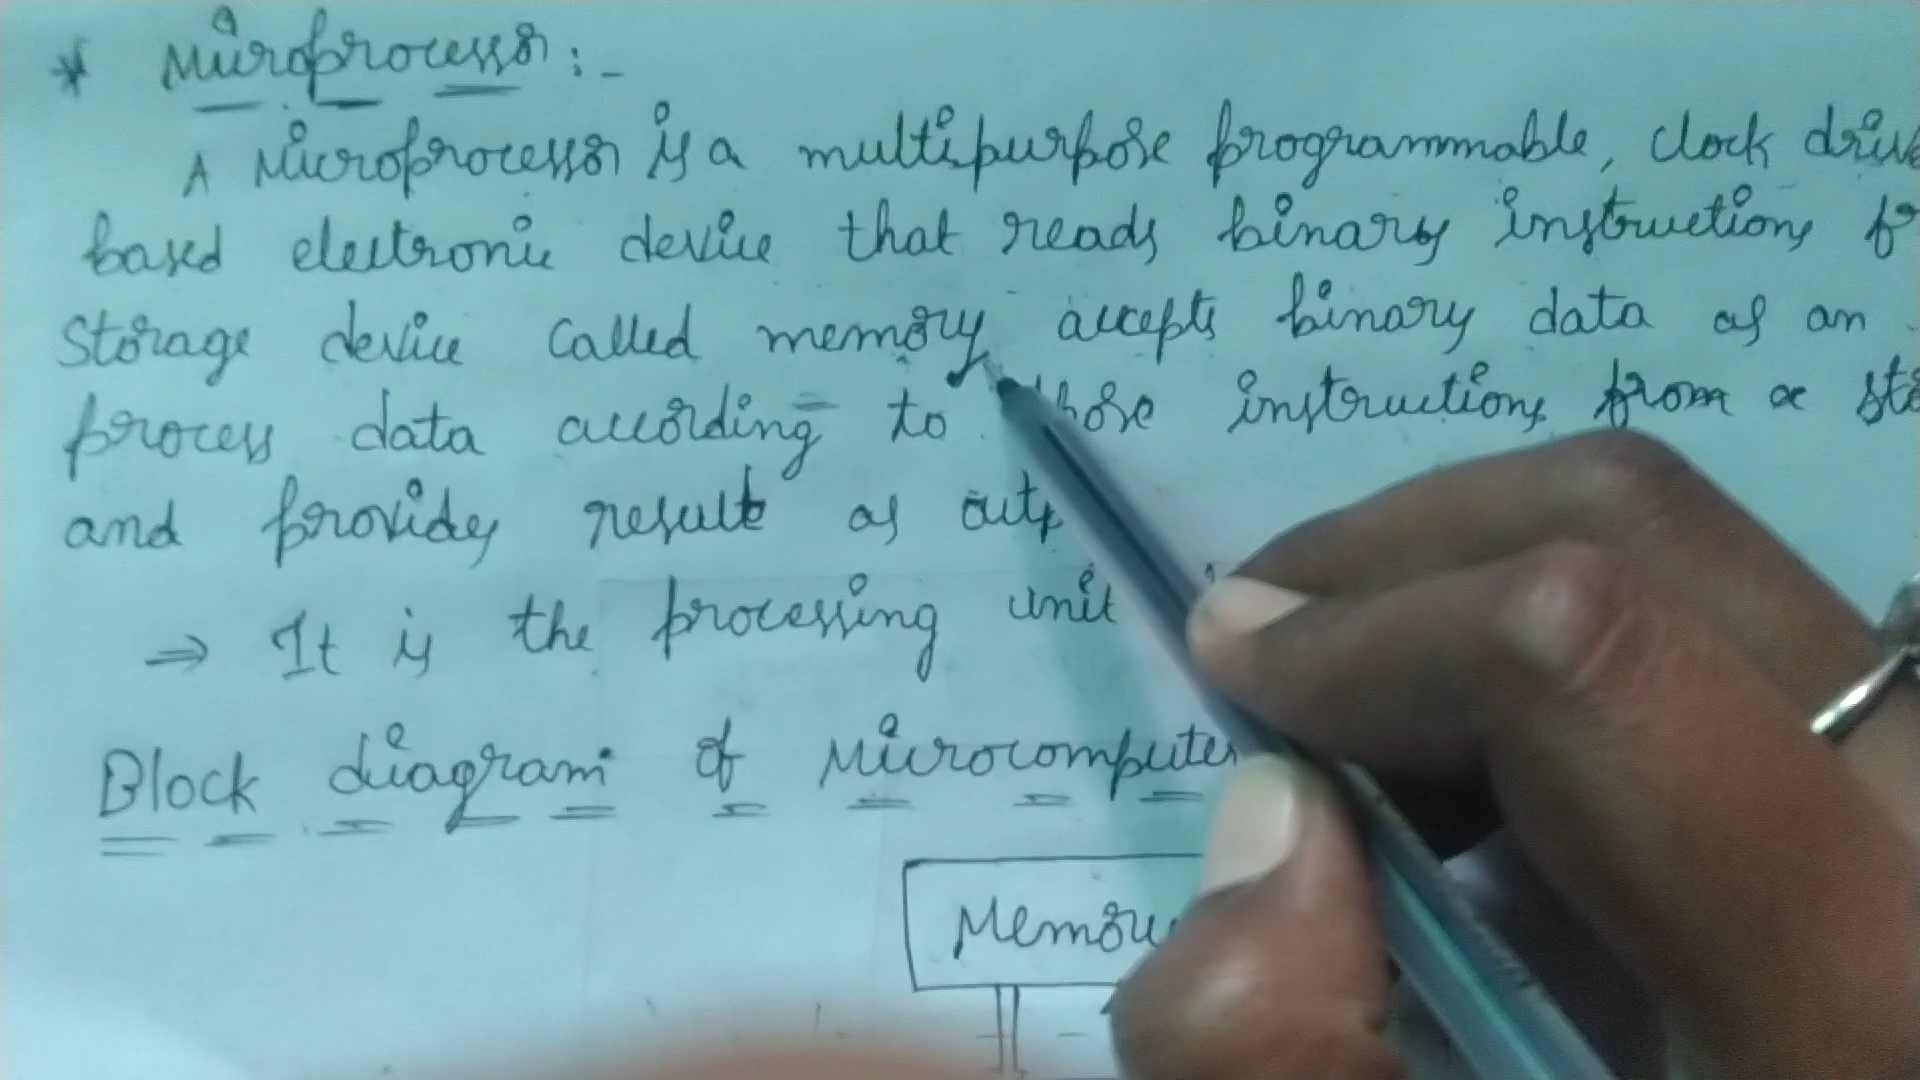 * Microprocessor :-
A Microprocessor is a multipurpose programmable, clock
based electronic device that reads binary instructions
Storage device called memory accepts binary data as an
process data according to those instructions from a
and provides result as
⇒ It is the processing unit
Block diagram of Microcomputer
Memory